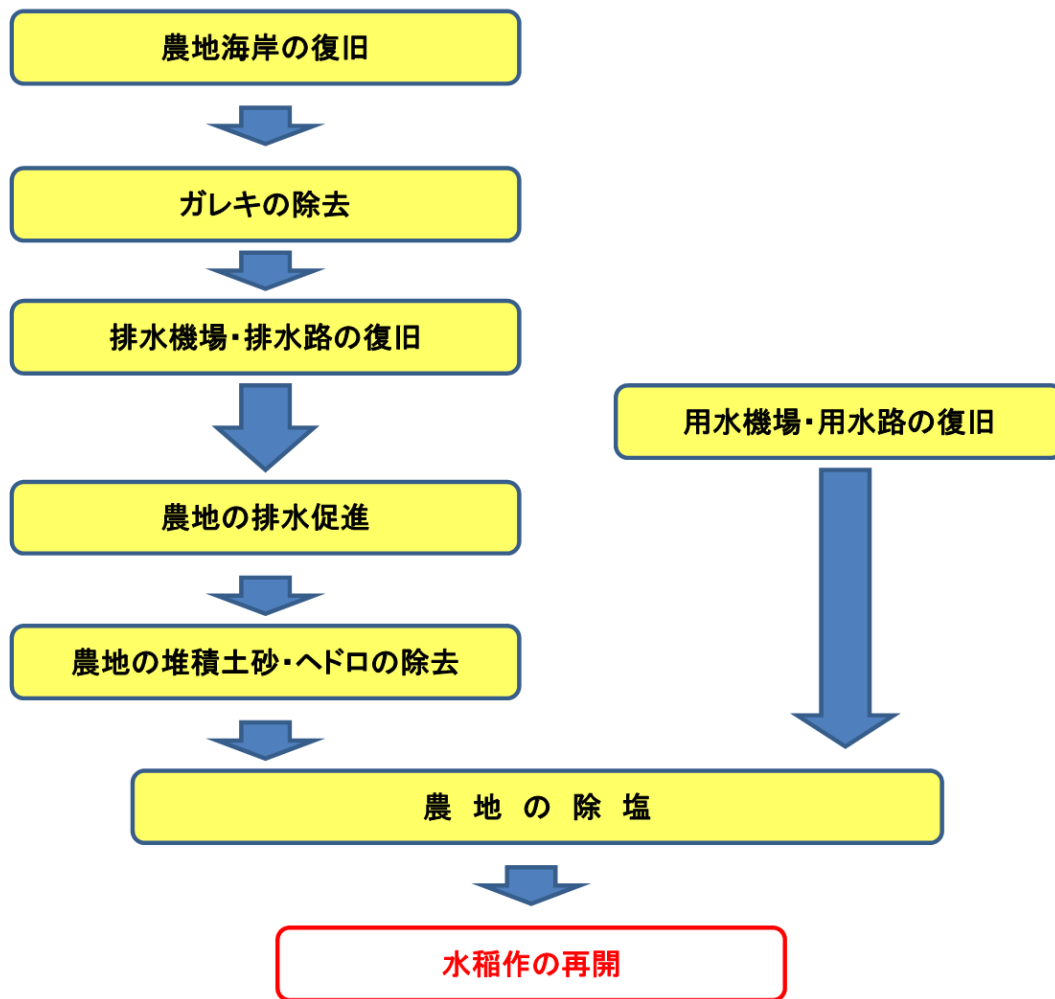 農地海岸の復旧
ガレキの除去
排水機場・排水路の復旧
用水機場・用水路の復旧
農地の排水促進
農地の堆積土砂・ヘドロの除去
農地の除塩
水稲作の再開